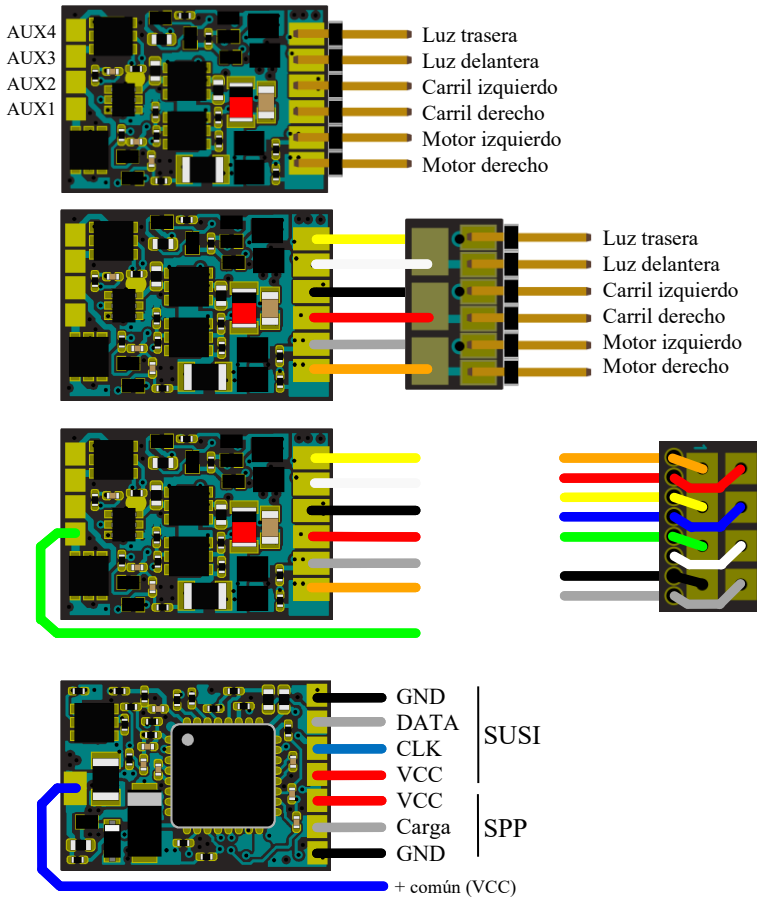 AUX4
AUX3
AUX2
AUX1
Luz trasera
Luz delantera
Carril izquierdo
Carril derecho
Motor izquierdo
Motor derecho
Luz trasera
Luz delantera
Carril izquierdo
Carril derecho
Motor izquierdo
Motor derecho
1
GND
DATA
CLK
VCC
SUSI
VCC
Carga
GND
SPP
+ común (VCC)